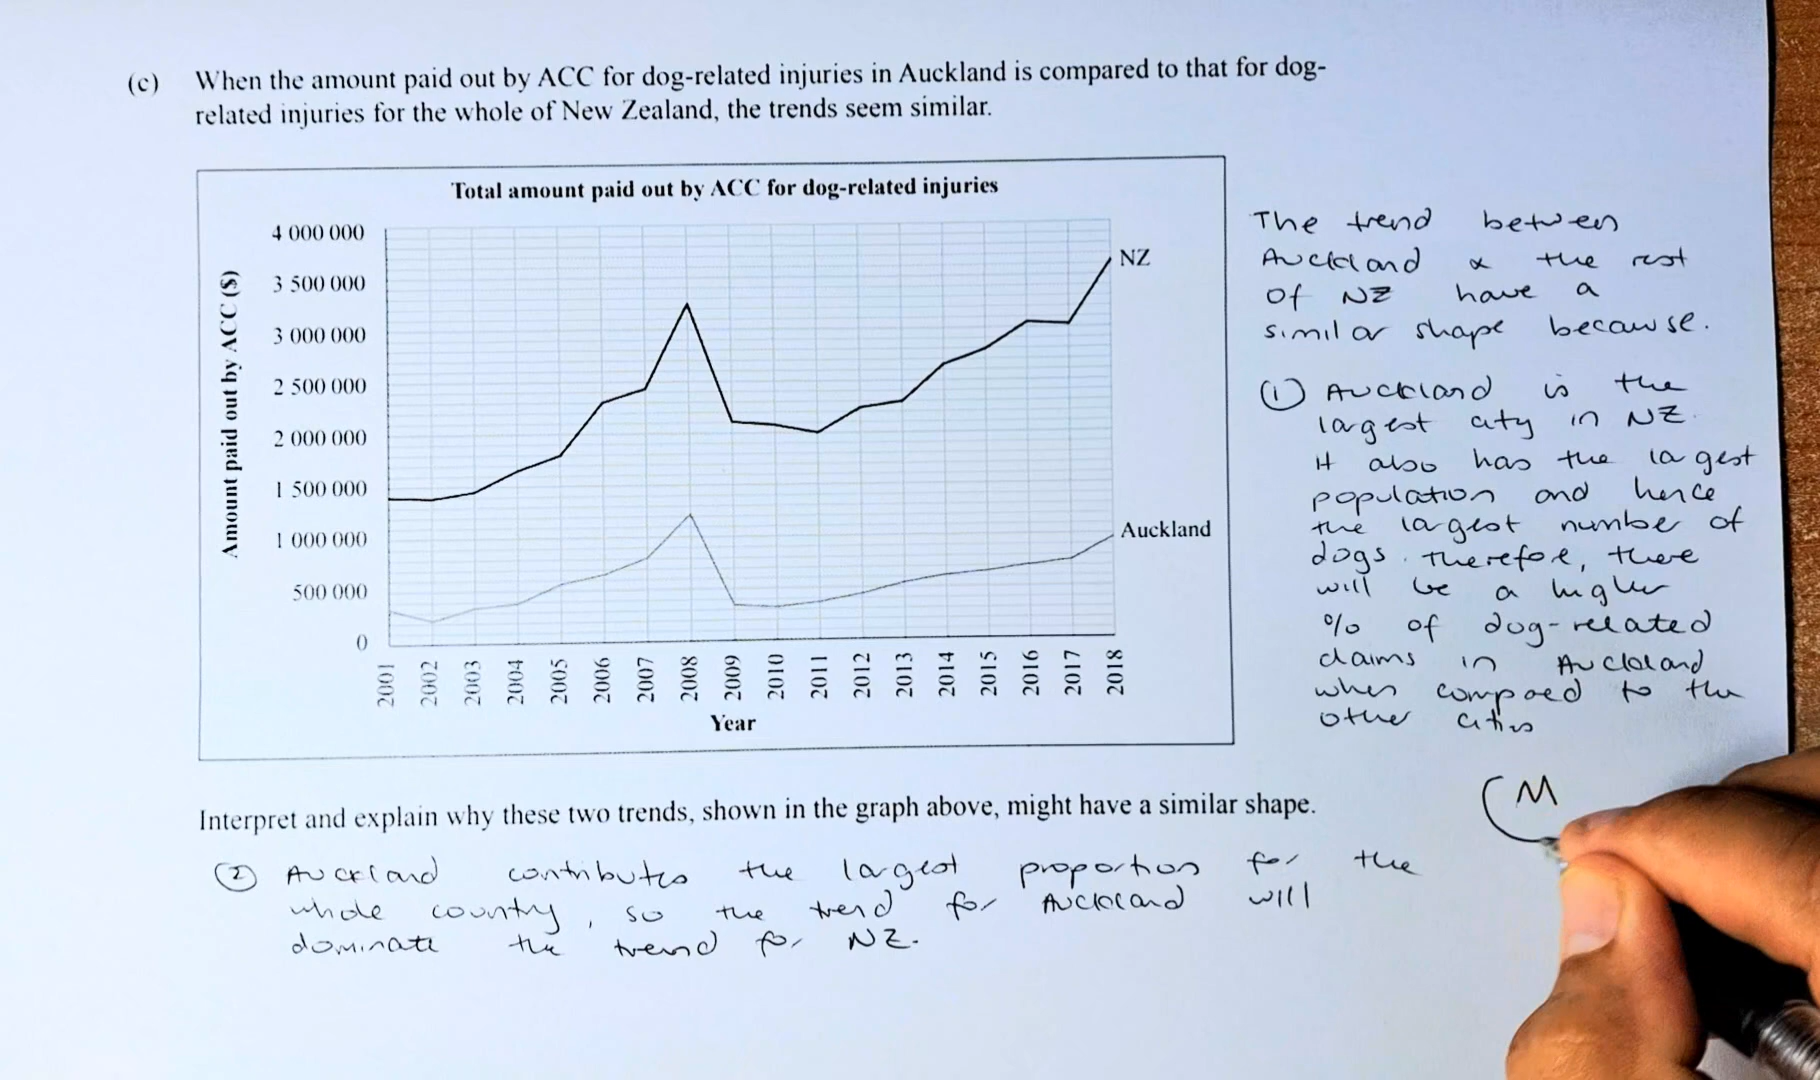 (c) When the amount paid out by ACC for dog-related injuries in Auckland is compared to that for dog-
related injuries for the whole of New Zealand, the trends seem similar.
Total amount paid out by ACC for dog-related injuries
Amount paid out by ACC ($)
4 000 000
3 500 000
3 000 000
2 500 000
2 000 000
1 500 000
1 000 000
500 000
0
NZ
Auckland
2001 2002 2003 2004 2005 2006 2007 2008 2009 2010 2011 2012 2013 2014 2015 2016 2017 2018
Year
The trend between
Auckland & the rest
of NZ have a
similar shape because.
① Auckland is the
largest city in NZ.
It also has the largest
population and hence
the largest number of
dogs. Therefore, there
will be a higher
% of dog-related
claims in Auckland
when compared to the
other cities
Interpret and explain why these two trends, shown in the graph above, might have a similar shape.
M
② Auckland contributes the largest proportion for the
whole country, so the trend for Auckland will
dominate the trend for NZ.